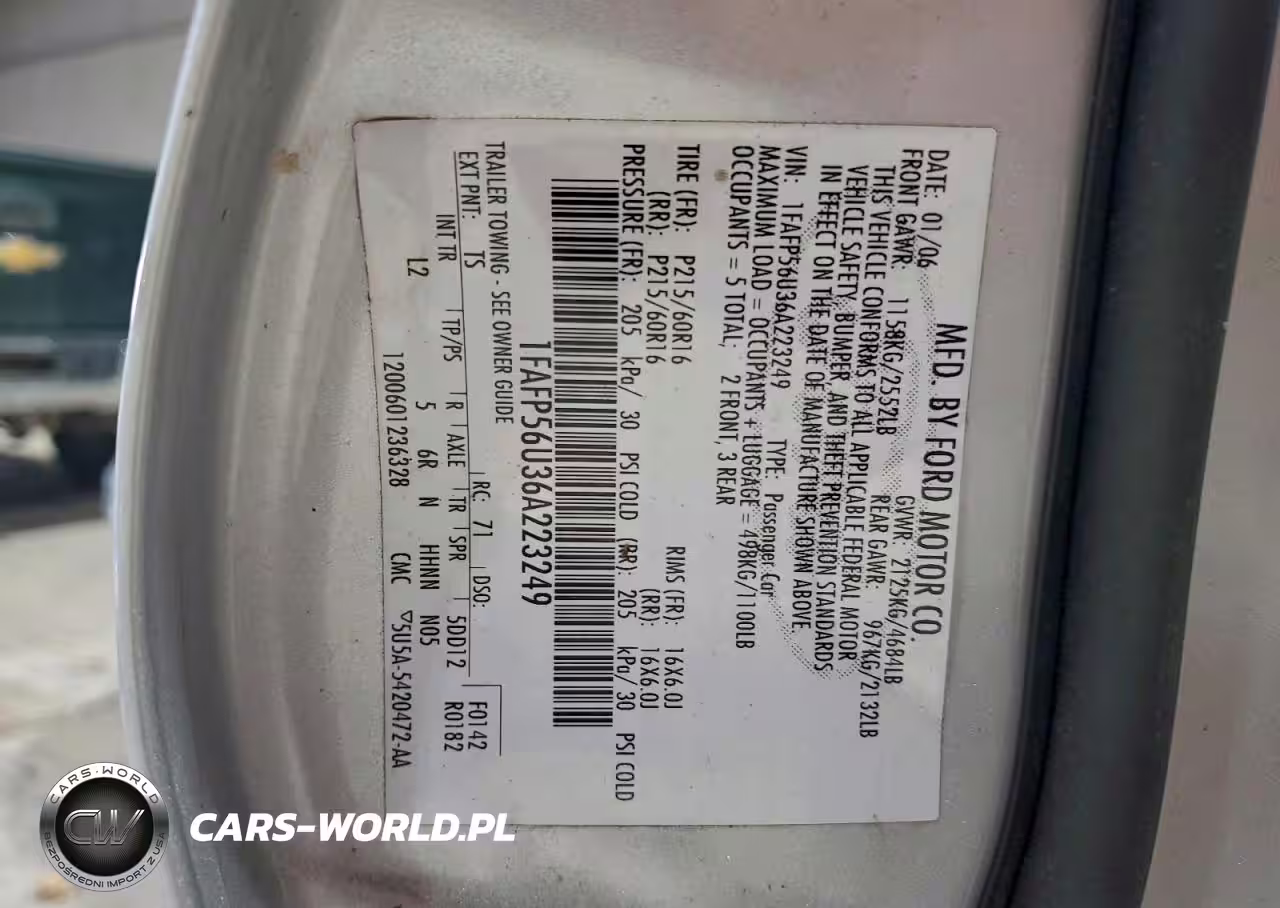 MFD. BY FORD MOTOR CO.
DATE: 01/06 GVWR: 2125KG/4684LB
FRONT GAWR: 1158KG/2552LB REAR GAWR: 967KG/2132LB
THIS VEHICLE CONFORMS TO ALL APPLICABLE FEDERAL MOTOR
VEHICLE SAFETY, BUMPER, AND THEFT PREVENTION STANDARDS
IN EFFECT ON THE DATE OF MANUFACTURE SHOWN ABOVE.
VIN: 1FAFP56U36A223249 TYPE: Passenger Car
MAXIMUM LOAD = OCCUPANTS + LUGGAGE = 498KG/1100LB
OCCUPANTS = 5 TOTAL; 2 FRONT, 3 REAR
TIRE (FR): P215/60R16 RIMS (FR): 16X6.0J
(RR): P215/60R16 (RR): 16X6.0J
PRESSURE (FR): 205 kPa/ 30 PSI COLD (RR): 205 kPa/ 30 PSI COLD
1FAFP56U36A223249
TRAILER TOWING - SEE OWNER GUIDE
F0142
EXT PNT: TS RC: 71 DSO: R0182
INT TR TP/PS R AXLE TR SPR 5DD12
L2 5 6R N HHNN N05
1200601236328 CMC ▽5U5A-5420472-AA
CARS-WORLD
CW
BEZPOŚREDNI IMPORT Z USA
CARS-WORLD.PL